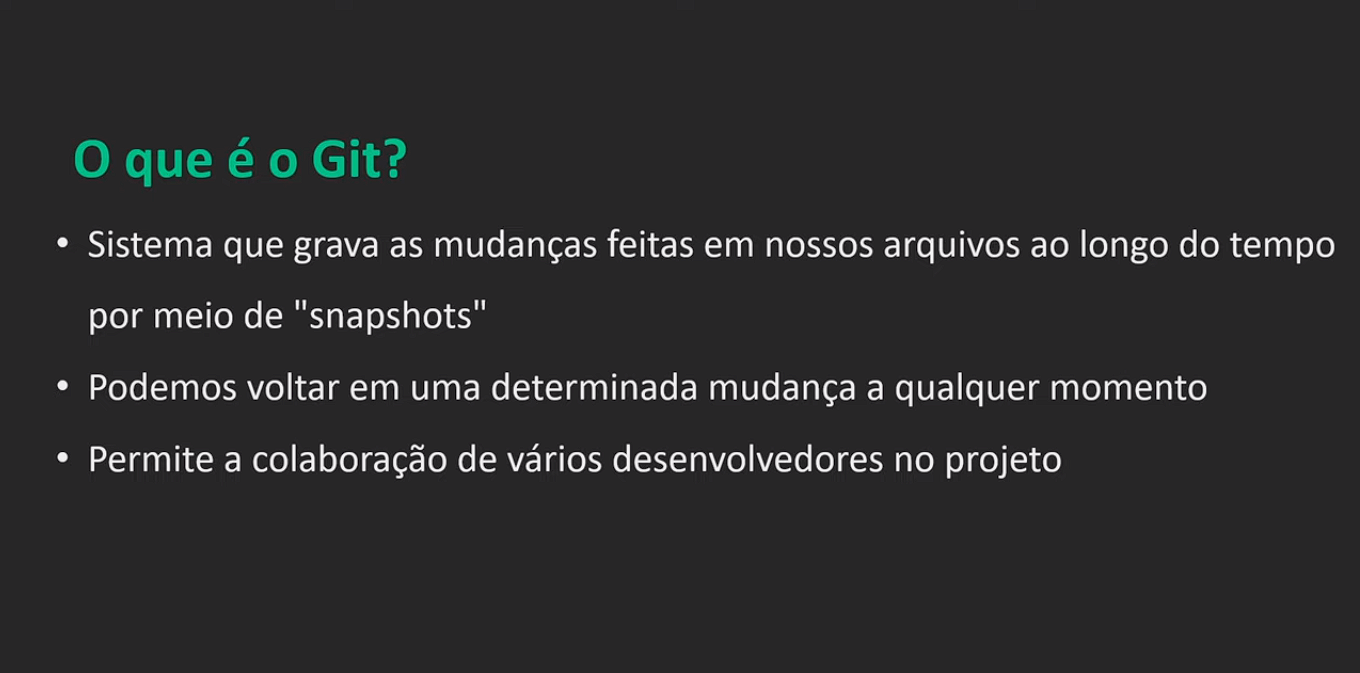 O que é o Git?
• Sistema que grava as mudanças feitas em nossos arquivos ao longo do tempo
por meio de "snapshots"
• Podemos voltar em uma determinada mudança a qualquer momento
• Permite a colaboração de vários desenvolvedores no projeto